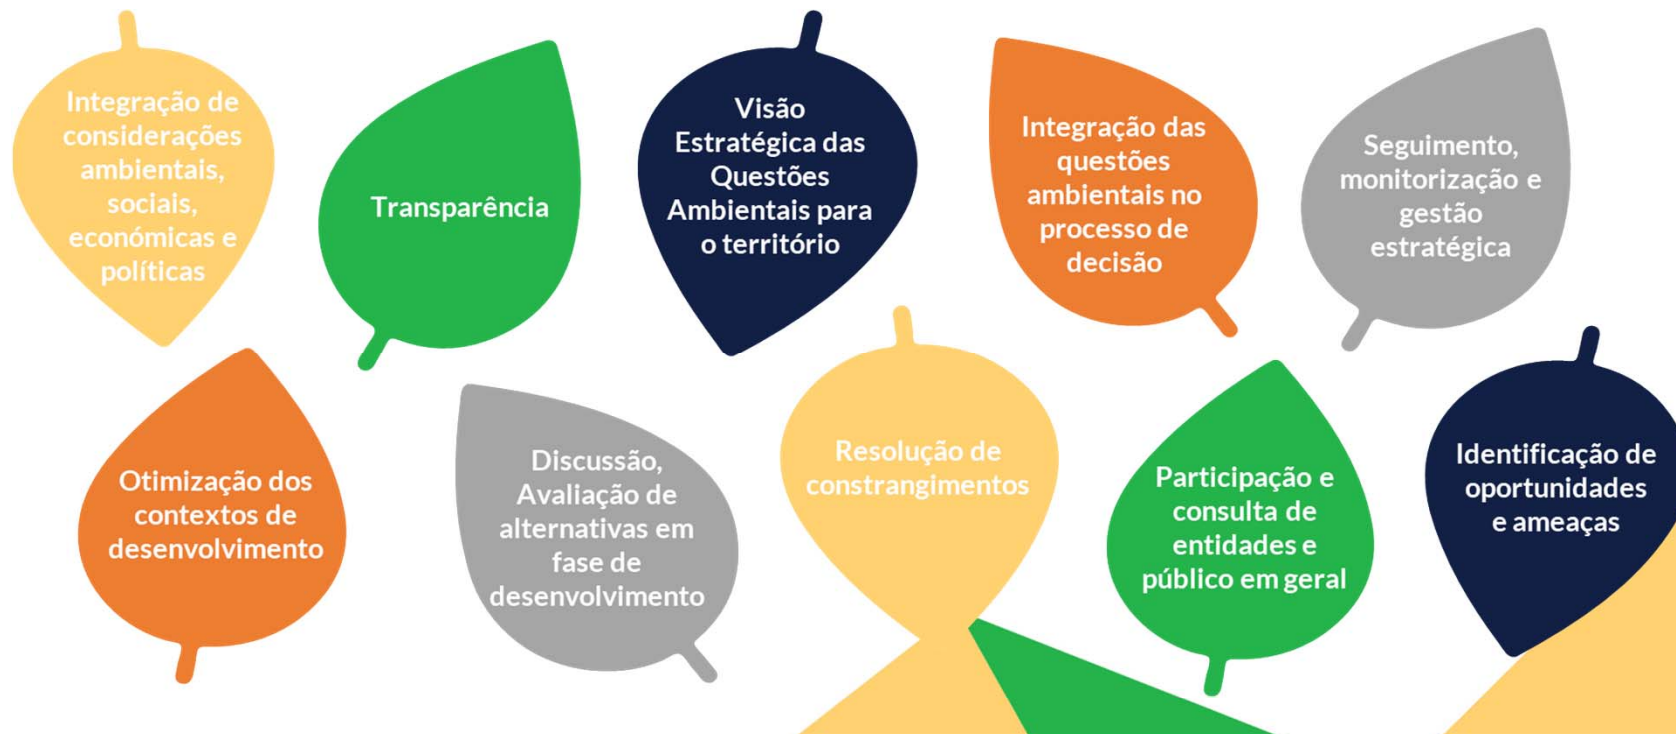 Integração de
considerações
ambientais,
sociais,
económicas e
políticas
Transparência
Visão
Estratégica das
Questões
Ambientais para
o território
Integração das
questões
ambientais no
processo de
decisão
Seguimento,
monitorização e
gestão
estratégica
Otimização dos
contextos de
desenvolvimento
Discussão,
Avaliação de
alternativas em
fase de
desenvolvimento
Resolução de
constrangimentos
Participação e
consulta de
entidades e
público em geral
Identificação de
oportunidades
e ameaças